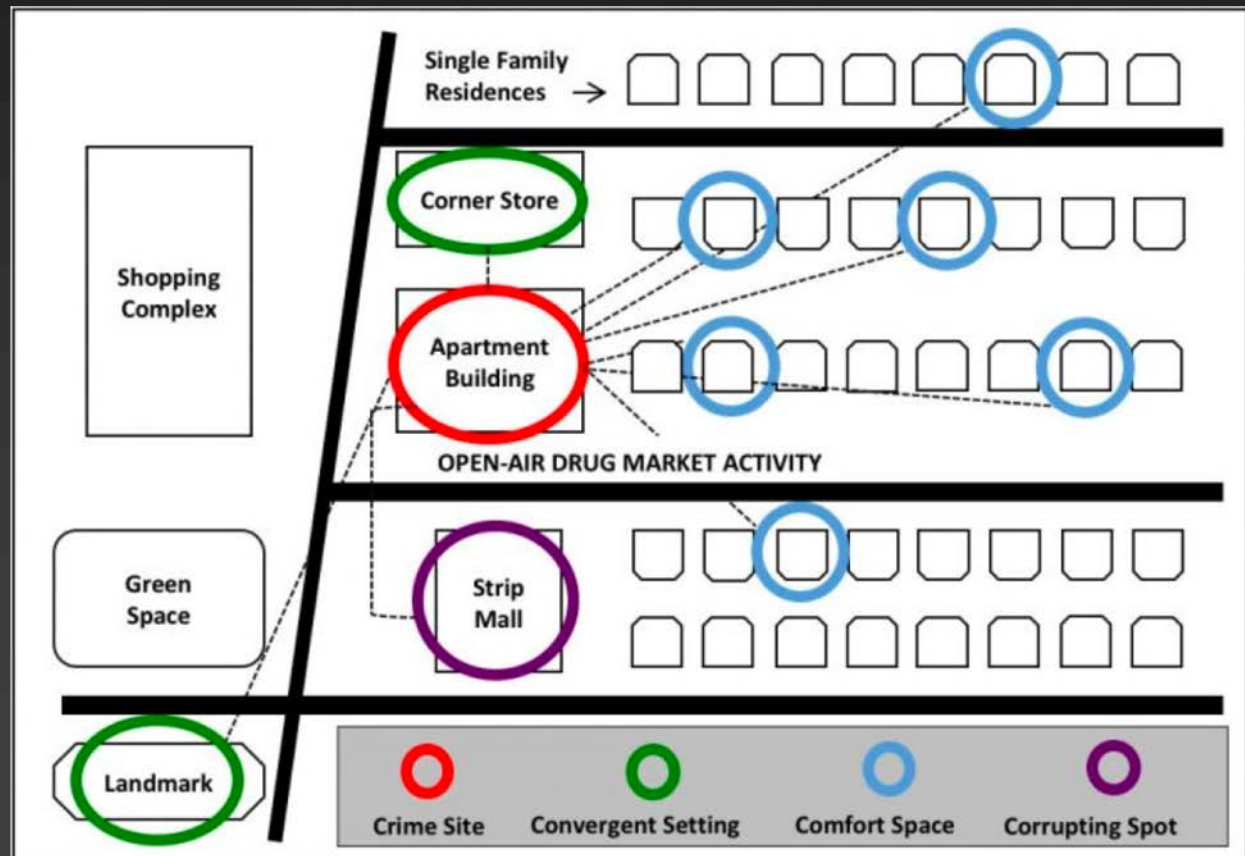 Single Family
Residences
Corner Store
Shopping
Complex
Apartment
Building
OPEN-AIR DRUG MARKET ACTIVITY
Green
Space
Strip
Mall
Landmark
Crime Site
Convergent Setting
Comfort Space
Corrupting Spot